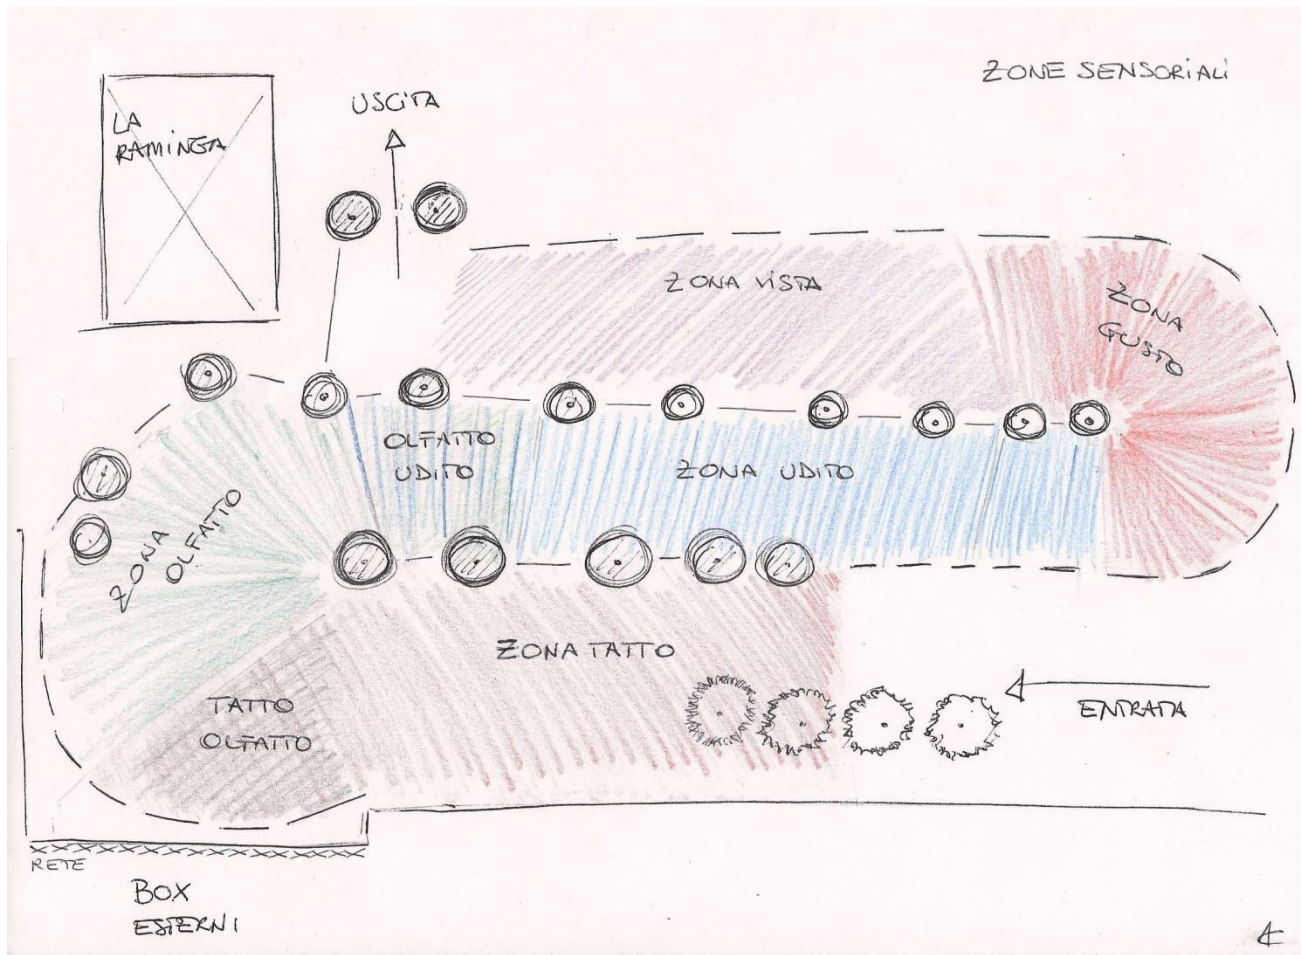 ZONE SENSORIALI
USCITA
LA
RAMINGA
ZONA VISTA
ZONA
GUSTO
OLFATTO
UDITO
ZONA UDITO
ZONA
OLFATTO
ZONA TATTO
TATTO
OLFATTO
ENTRATA
RETE
BOX
ESTERNI